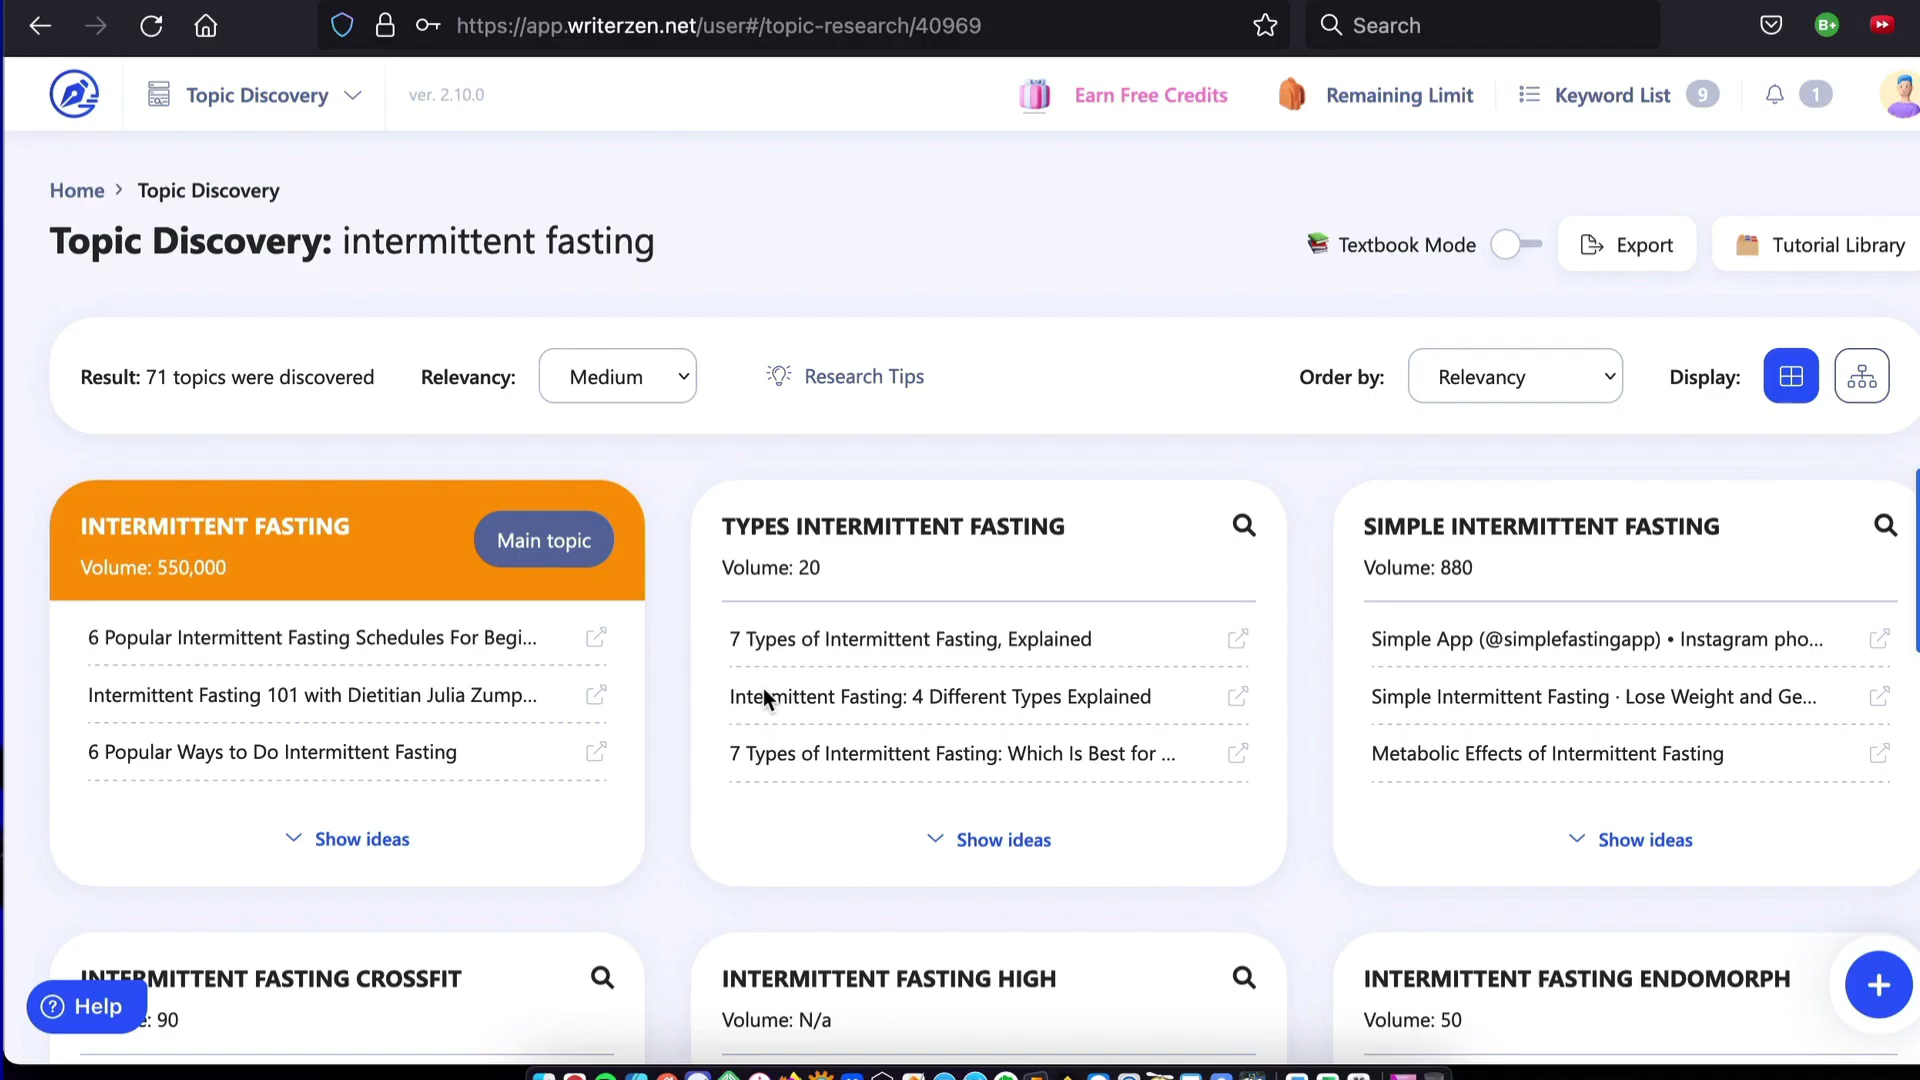 https://app.writerzen.net/user#/topic-research/40969
Search
B+
Topic Discovery
ver. 2.10.0
Earn Free Credits
Remaining Limit
Keyword List 9
1
Home > Topic Discovery
Topic Discovery: intermittent fasting
Textbook Mode
Export
Tutorial Library
Result: 71 topics were discovered
Relevancy: Medium
Research Tips
Order by: Relevancy
Display:
INTERMITTENT FASTING
Main topic
Volume: 550,000
6 Popular Intermittent Fasting Schedules For Begi...
Intermittent Fasting 101 with Dietitian Julia Zump...
6 Popular Ways to Do Intermittent Fasting
Show ideas
TYPES INTERMITTENT FASTING
Volume: 20
7 Types of Intermittent Fasting, Explained
Intermittent Fasting: 4 Different Types Explained
7 Types of Intermittent Fasting: Which Is Best for ...
Show ideas
SIMPLE INTERMITTENT FASTING
Volume: 880
Simple App (@simplefastingapp) • Instagram pho...
Simple Intermittent Fasting · Lose Weight and Ge...
Metabolic Effects of Intermittent Fasting
Show ideas
INTERMITTENT FASTING CROSSFIT
e: 90
INTERMITTENT FASTING HIGH
Volume: N/a
INTERMITTENT FASTING ENDOMORPH
Volume: 50
? Help
+